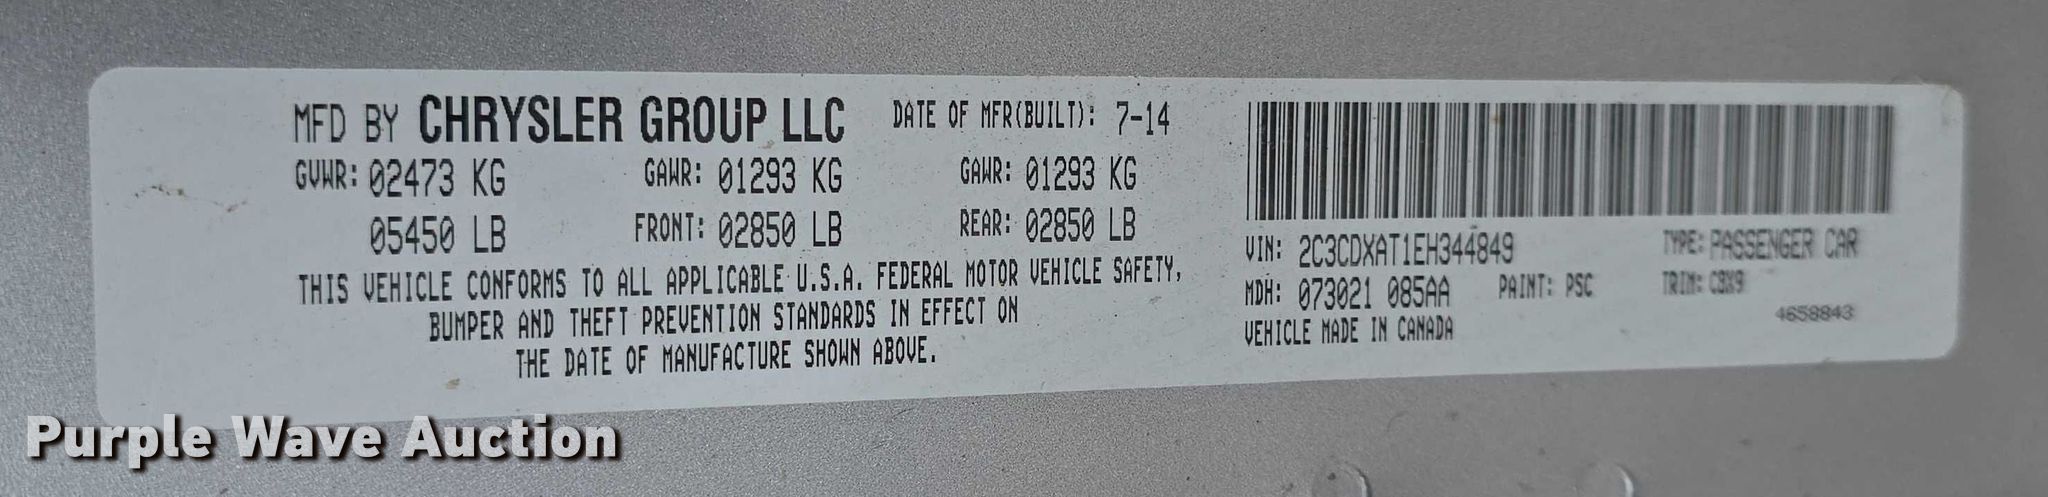 MFD BY CHRYSLER GROUP LLC DATE OF MFR(BUILT): 7-14
GVWR: 02473 KG GAWR: 01293 KG GAWR: 01293 KG
05450 LB FRONT: 02850 LB REAR: 02850 LB
THIS VEHICLE CONFORMS TO ALL APPLICABLE U.S.A. FEDERAL MOTOR VEHICLE SAFETY,
BUMPER AND THEFT PREVENTION STANDARDS IN EFFECT ON
THE DATE OF MANUFACTURE SHOWN ABOVE.
VIN: 2C3CDXAT1EH344849 TYPE: PASSENGER CAR
MDH: 073021 085AA PAINT: PSC TRIM: C9X9
VEHICLE MADE IN CANADA 4658843
Purple Wave Auction